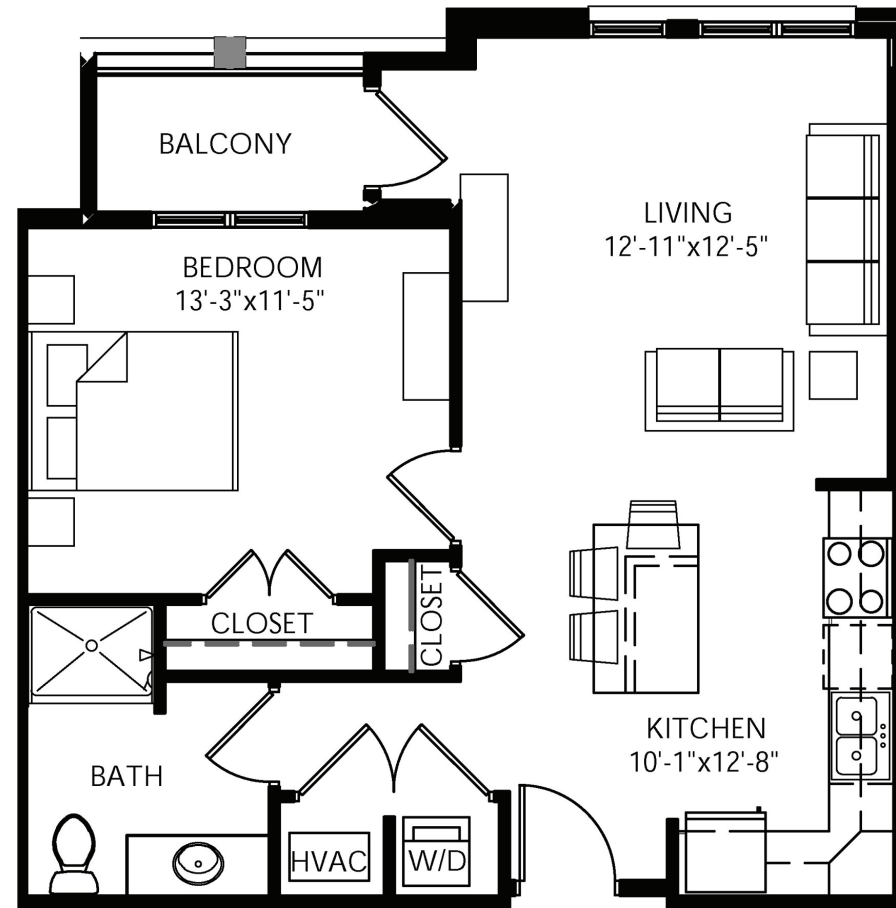 BALCONY
LIVING
12'-11"x12'-5"
BEDROOM
13'-3"x11'-5"
CLOSET
CLOSET
KITCHEN
10'-1"x12'-8"
BATH
HVAC
W/D